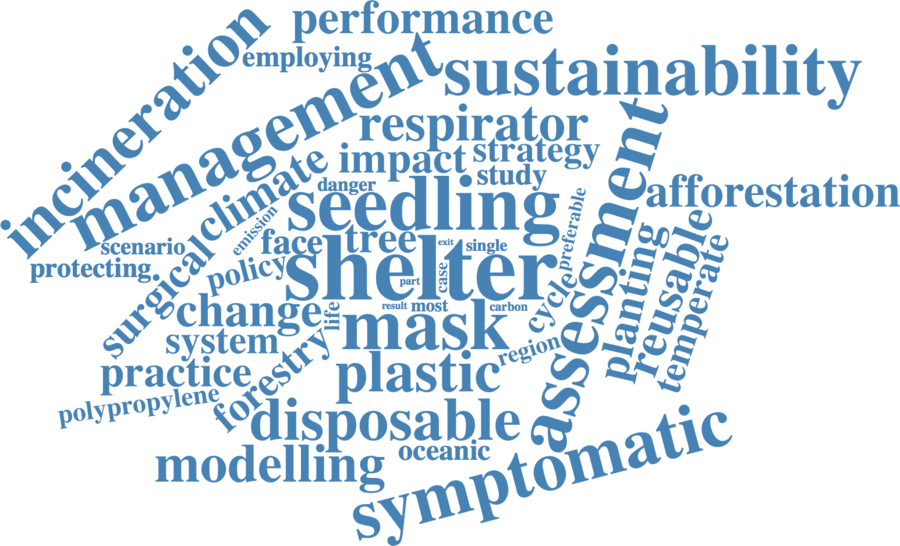 performance
incineration
employing
management
sustainability
respirator
impact
strategy
climate
danger
study
seedling
assessment
afforestation
emission
preferable
scenario
surgical
face
tree
exit
single
protecting
policy
shelter
part
case
cycle
planting
reusable
temperate
change
life
result
most
carbon
mask
system
region
practice
forestry
plastic
polypropylene
disposable
oceanic
modelling
symptomatic